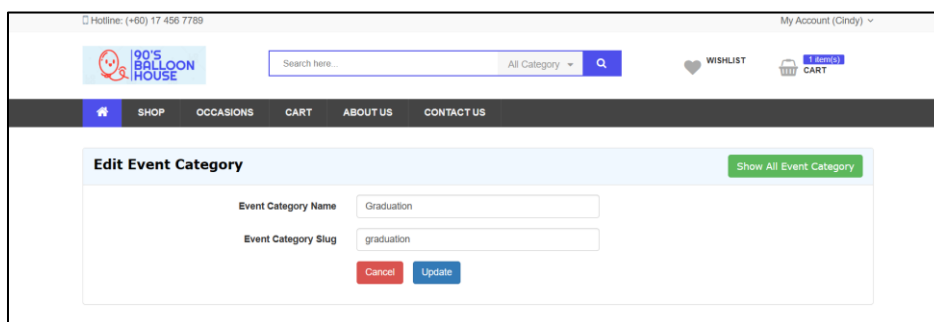 Hotline: (+60) 17 456 7789
My Account (Cindy)
90'S
BALLOON
HOUSE
Search here...
All Category
WISHLIST
1 item(s)
CART
SHOP OCCASIONS CART ABOUT US CONTACT US
Edit Event Category
Show All Event Category
Event Category Name Graduation
Event Category Slug graduation
Cancel Update